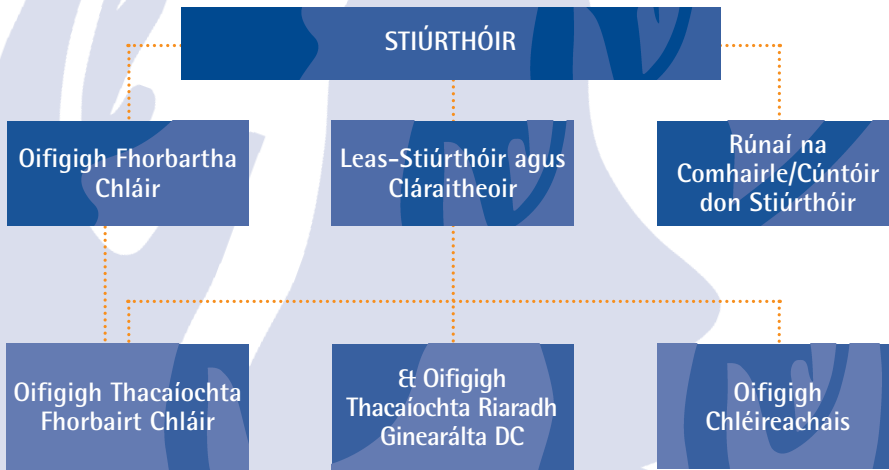 STIÚRTHÓIR
Oifigigh Fhorbartha
Chláir
Leas-Stiúrthóir agus
Cláraitheoir
Rúnaí na
Comhairle/Cúntóir
don Stiúrthóir
Oifigigh Thacaíochta
Fhorbairt Chláir
& Oifigigh
Thacaiochta Riaradh
Ginearálta DC
Oifigigh
Chléireachais